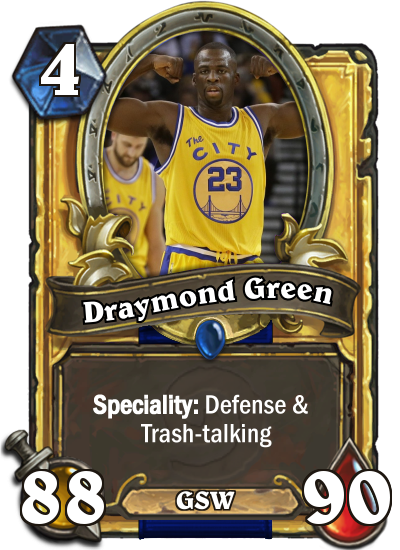 4
The
CITY
23
Draymond Green
Speciality: Defense &
Trash-talking
88
GSW
90